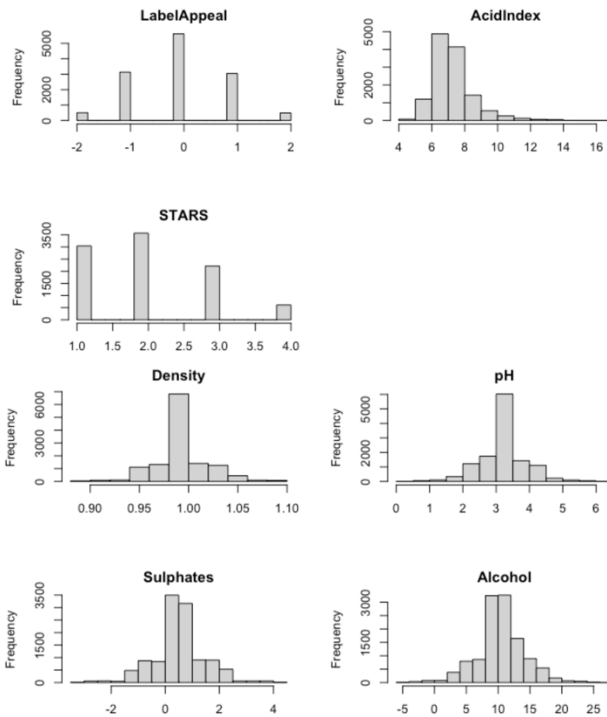 LabelAppeal
Frequency
0 2000 5000
-2 -1 0 1 2
AcidIndex
Frequency
0 2000 5000
4 6 8 10 12 14 16
STARS
Frequency
0 1500 3500
1.0 1.5 2.0 2.5 3.0 3.5 4.0
Density
Frequency
0 3000 6000
0.90 0.95 1.00 1.05 1.10
pH
Frequency
0 2000 5000
0 1 2 3 4 5 6
Sulphates
Frequency
0 1500 3500
-2 0 2 4
Alcohol
Frequency
0 1500 3000
-5 0 5 10 15 20 25